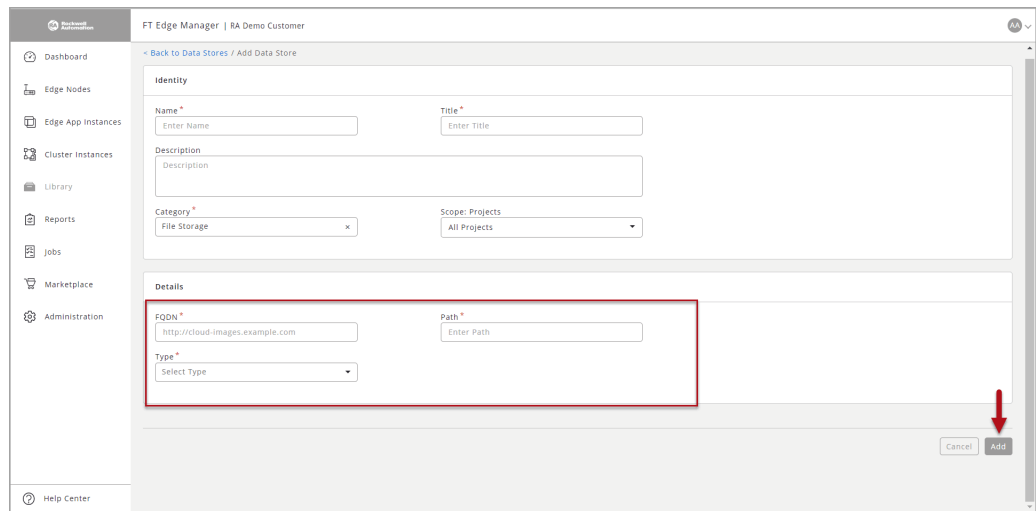 Rockwell
Automation
FT Edge Manager | RA Demo Customer
AA
Dashboard
Edge Nodes
Edge App Instances
Cluster Instances
Library
Reports
Jobs
Marketplace
Administration
Help Center
< Back to Data Stores / Add Data Store
Identity
Name *
Title *
Enter Name
Enter Title
Description
Description
Category *
Scope: Projects
File Storage ×
All Projects
Details
FQDN *
Path *
http://cloud-images.example.com
Enter Path
Type *
Select Type
Cancel
Add